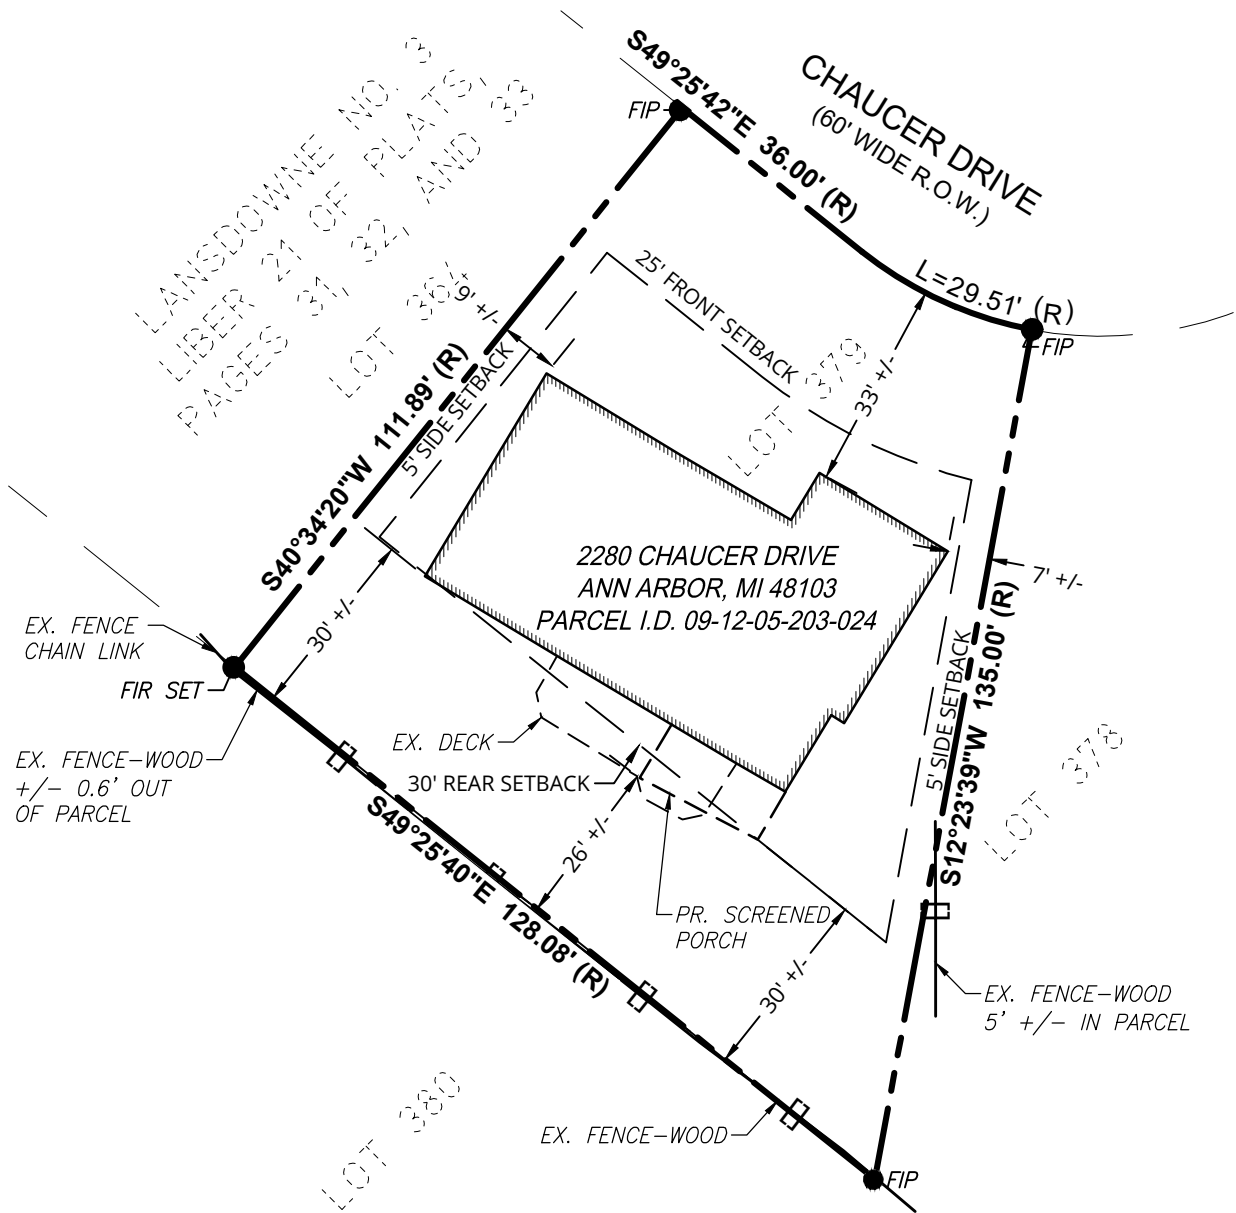 S49°25'42"E 36.00' (R)
CHAUCER DRIVE
(60' WIDE R.O.W.)
LANSDOWNE NO. 3
LIBER 21 OF PLATS,
PAGES 31, 32, AND 33
LOT 364
FIP
L=29.51' (R)
FIP
25' FRONT SETBACK
9' +/-
LOT 379
33' +/-
S40°34'20"W 111.89' (R)
5' SIDE SETBACK
2280 CHAUCER DRIVE
ANN ARBOR, MI 48103
PARCEL I.D. 09-12-05-203-024
7' +/-
EX. FENCE
CHAIN LINK
30' +/-
FIR SET
5' SIDE SETBACK
S12°23'39"W 135.00' (R)
EX. DECK
EX. FENCE-WOOD
+/- 0.6' OUT
OF PARCEL
30' REAR SETBACK
LOT 378
26' +/-
S49°25'40"E 128.08' (R)
PR. SCREENED
PORCH
30' +/-
EX. FENCE-WOOD
5' +/- IN PARCEL
LOT 380
EX. FENCE-WOOD
FIP